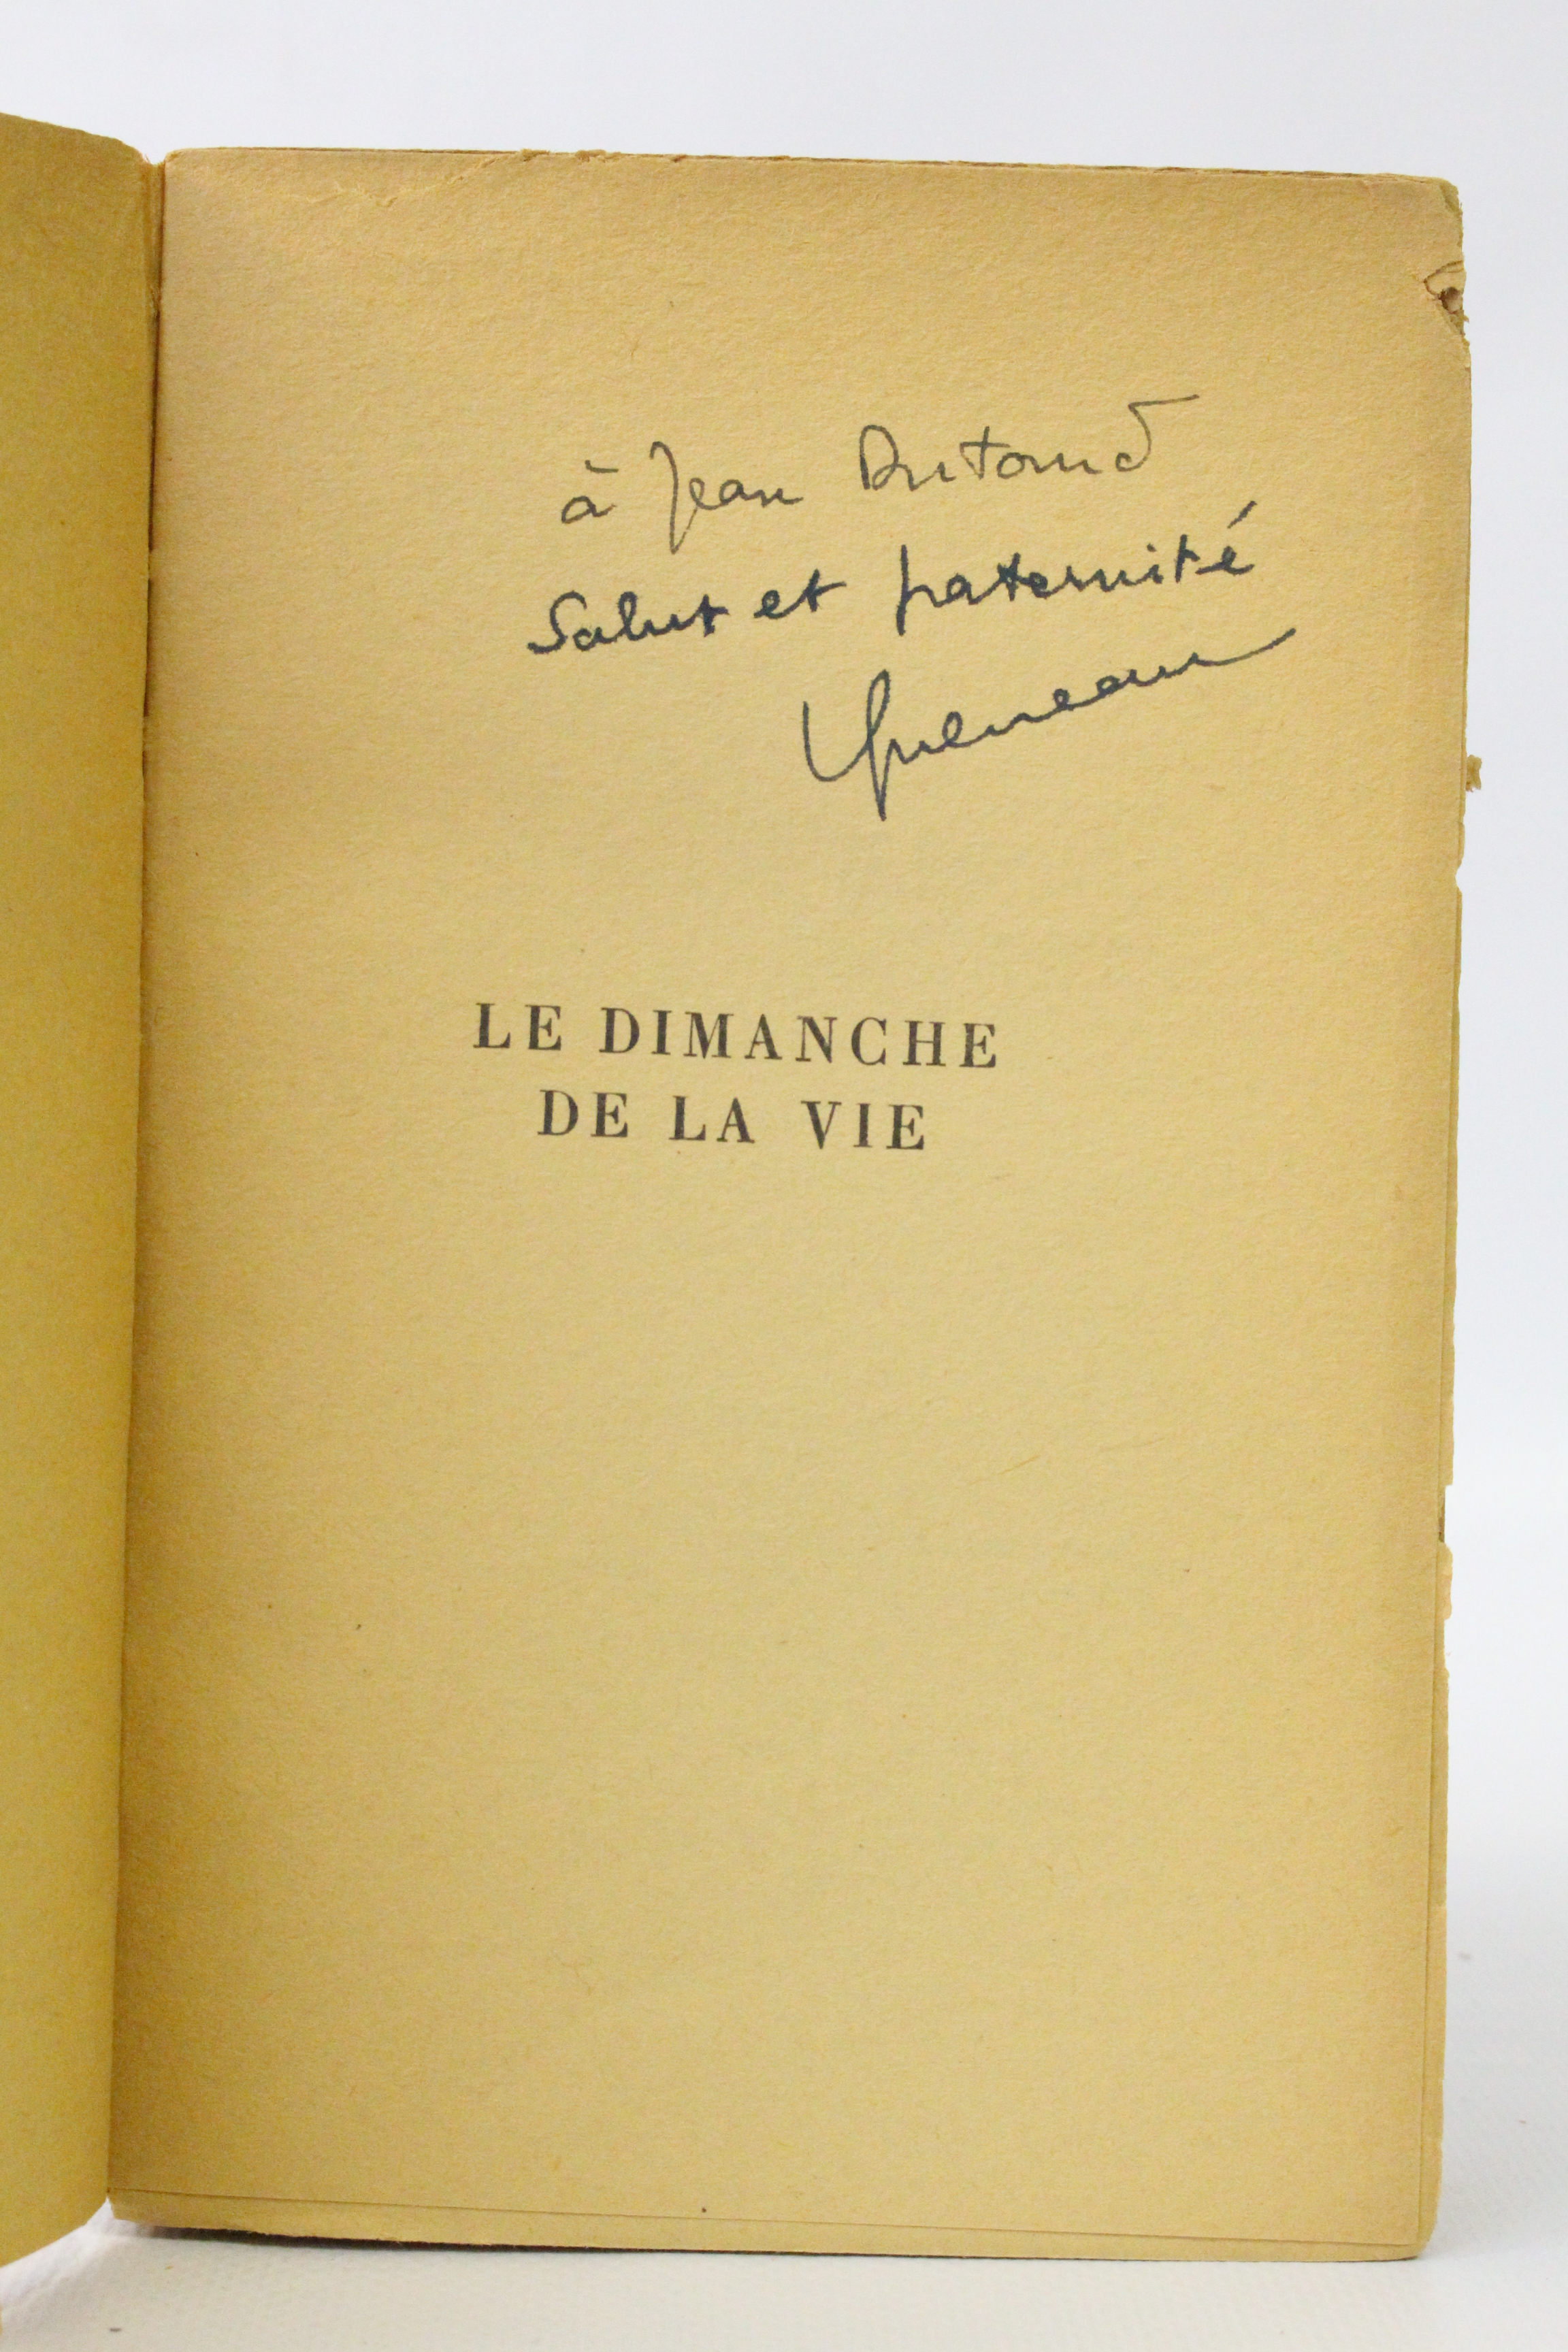 à Jean Dutourd
Salut et fraternité
Queneau
LE DIMANCHE
DE LA VIE